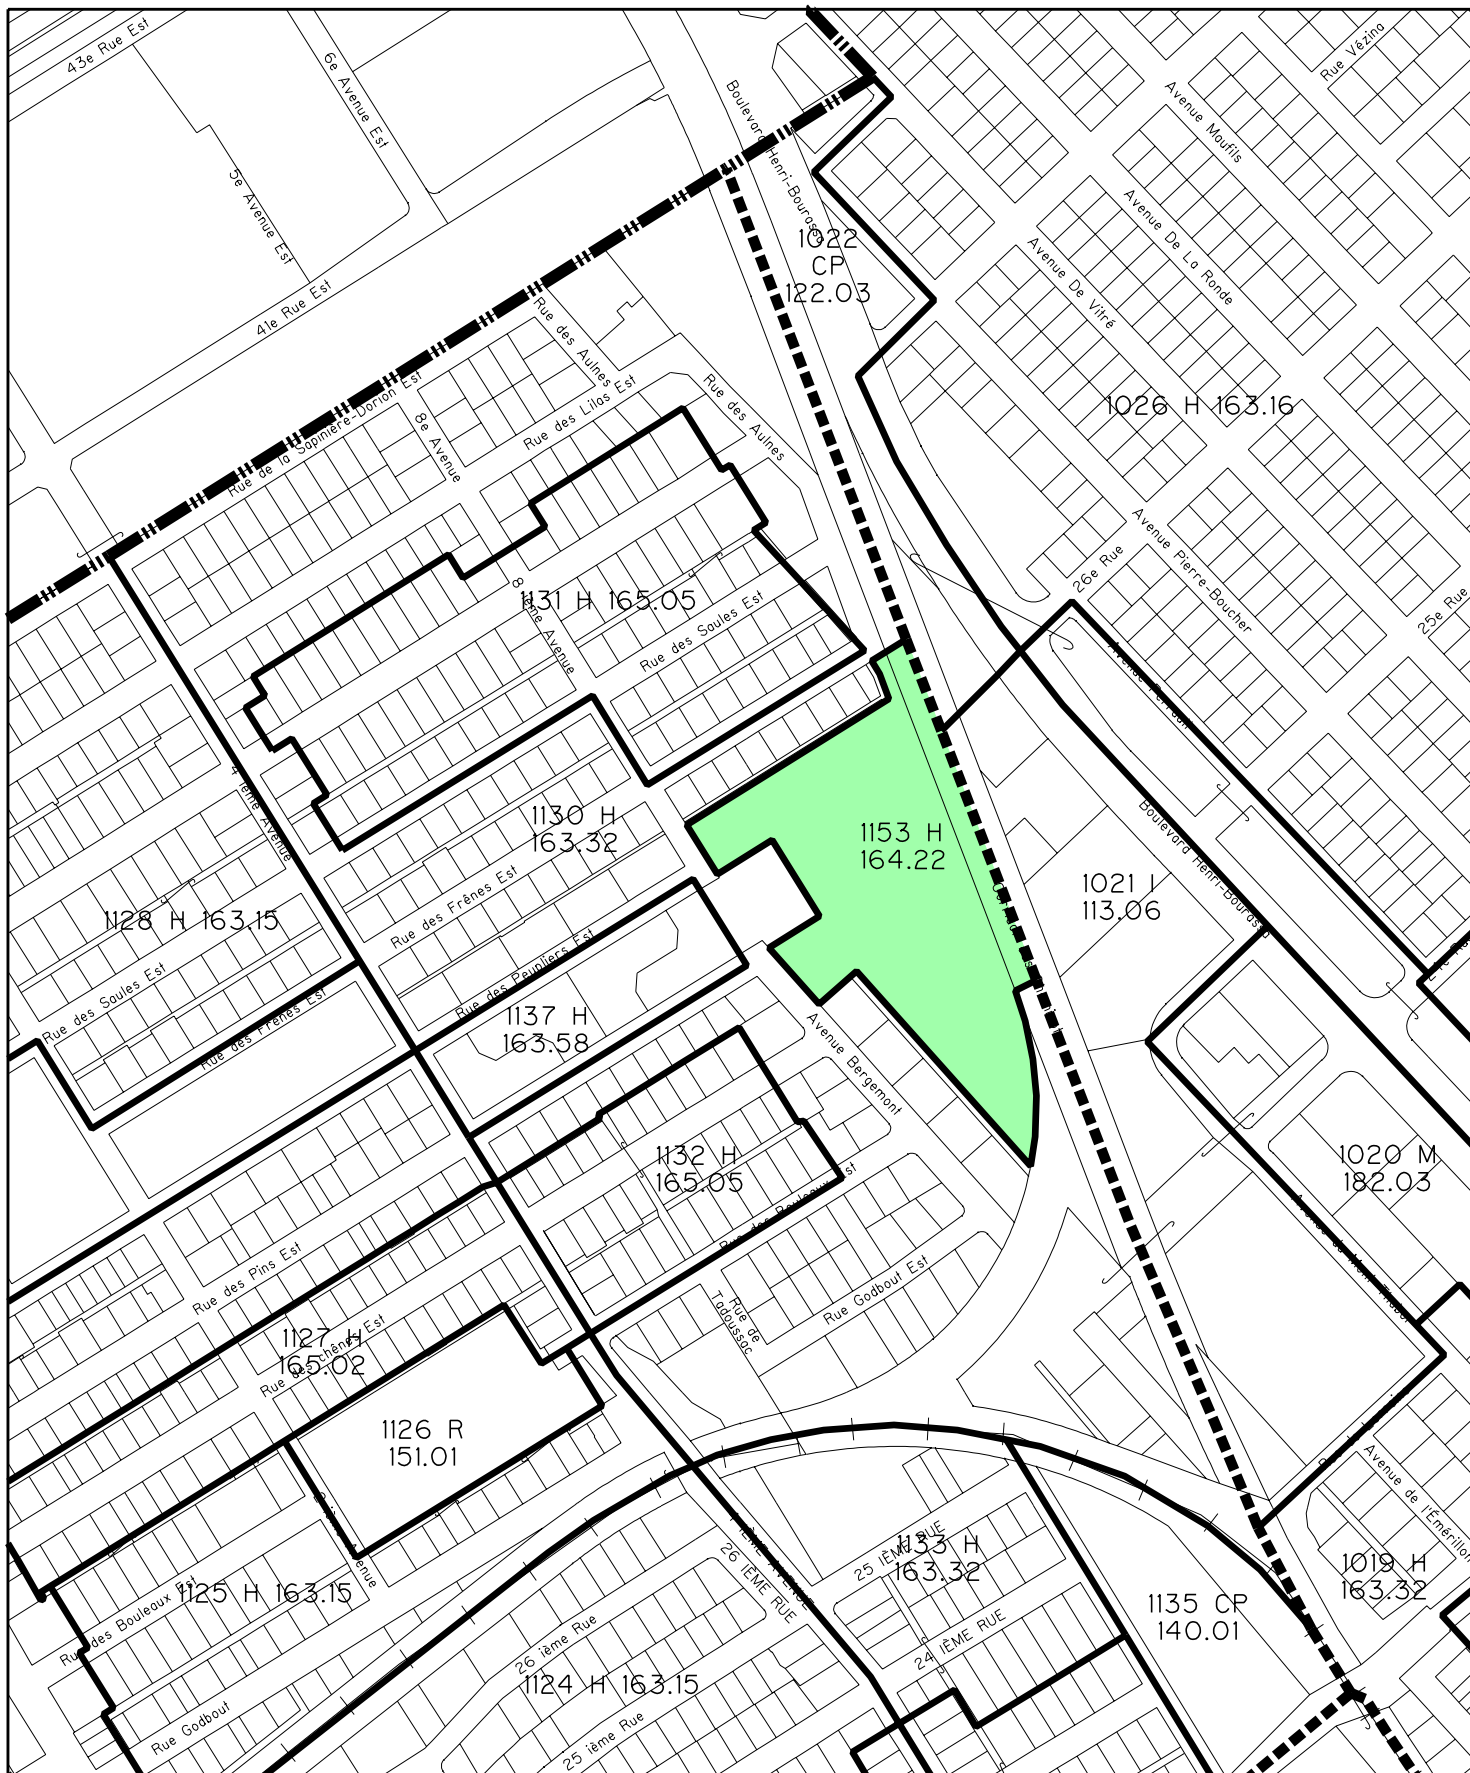 43e Rue Est
6e Avenue Est
5e Avenue Est
41e Rue Est
Rue Vézina
Avenue Moufils
Avenue De La Ronde
Avenue De Vitré
1022
CP
122.03
1026 H 163.16
Rue des Aulnes
Rue des Lilas Est
Rue des Aulnes
Rue de la Sapinière-Dorion Est
8e Avenue
Avenue Pierre-Boucher
26e Rue
25e Rue
1131 H 165.05
Rue des Saules Est
1130 H
163.32
1153 H
164.22
Boulevard Henri-Bourassa
1021 I
113.06
1128 H 163.15
Rue des Frênes Est
Rue des Saules Est
Rue des Frênes Est
Rue des Peupliers Est
1137 H
163.58
Avenue Bergemont
1132 H
165.05
1020 M
182.03
Rue des Pins Est
Rue Godbout Est
Rue de
Tadoussac
1127 H
165.02
1126 R
151.01
Avenue de l'Émérillon
1133 H
163.32
25 IÈME RUE
26 IÈME RUE
24 IÈME RUE
1019 H
163.32
1135 CP
140.01
1125 H 163.15
Rue des Bouleaux Est
26 ième Rue
1124 H 163.15
Rue Godbout
25 ième Rue